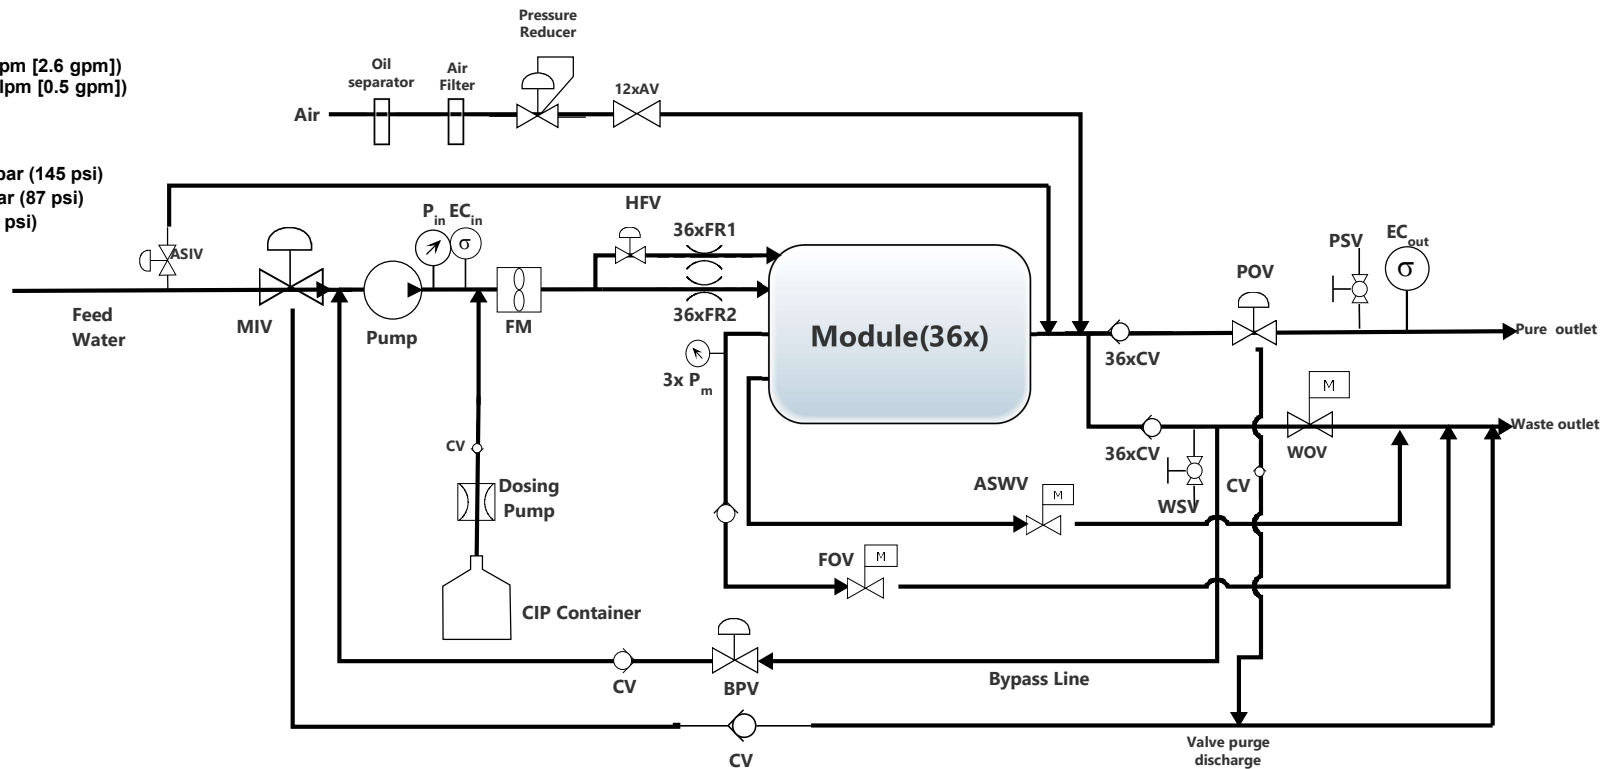 Pressure
Reducer
pm [2.6 gpm])
lpm [0.5 gpm])
Oil
separator
Air
Filter
12xAV
Air
bar (145 psi)
ar (87 psi)
psi)
HFV
Pin
ECin
36xFR1
ASIV
PSV
ECout
σ
σ
POV
Feed
Water
MIV
Pump
FM
36xFR2
Module(36x)
Pure outlet
36xCV
3x Pm
M
Waste outlet
CV
36xCV
WOV
Dosing
Pump
ASWV
M
WSV
CV
FOV
M
CIP Container
CV
BPV
Bypass Line
CV
Valve purge
discharge